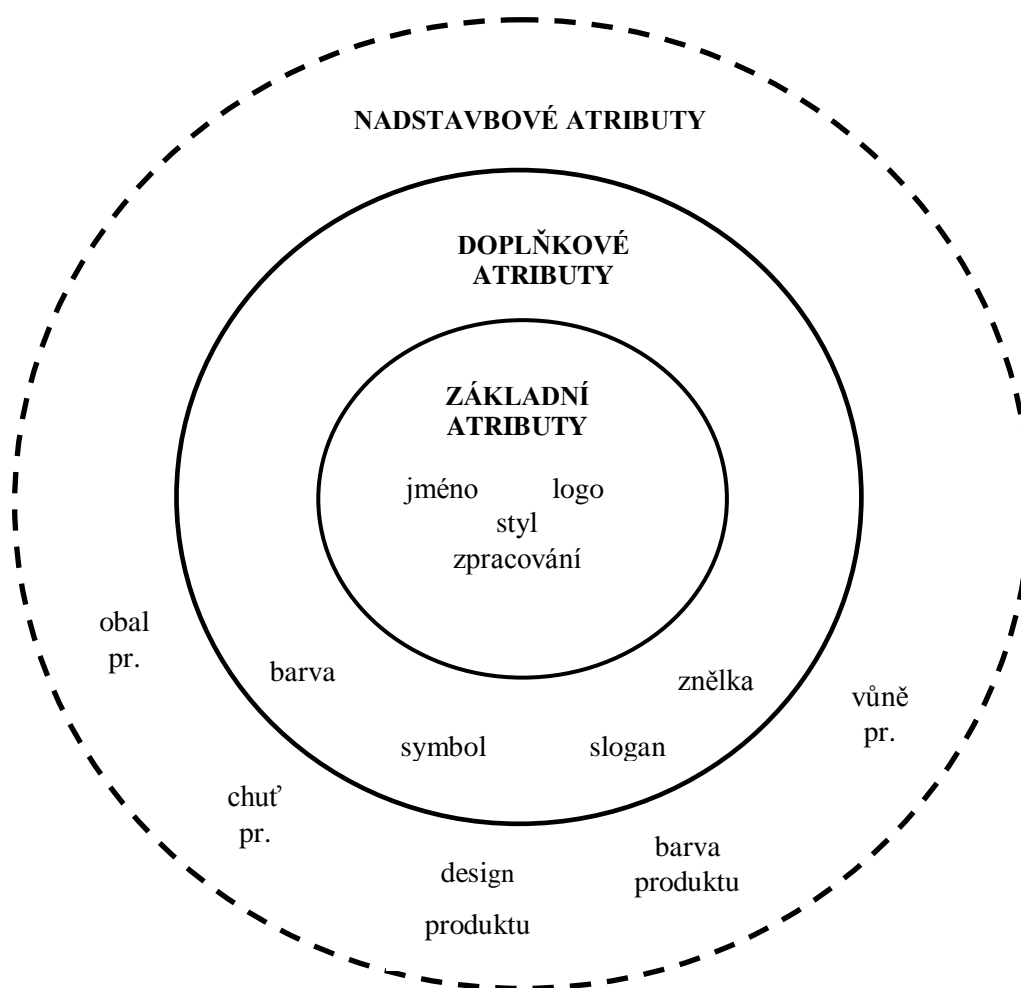 NADSTAVBOVÉ ATRIBUTY
DOPLŇKOVÉ
ATRIBUTY
ZÁKLADNÍ
ATRIBUTY
jméno logo
styl
zpracování
obal
pr.
barva
znělka
vůně
pr.
symbol
slogan
chuť
pr.
barva
produktu
design
produktu